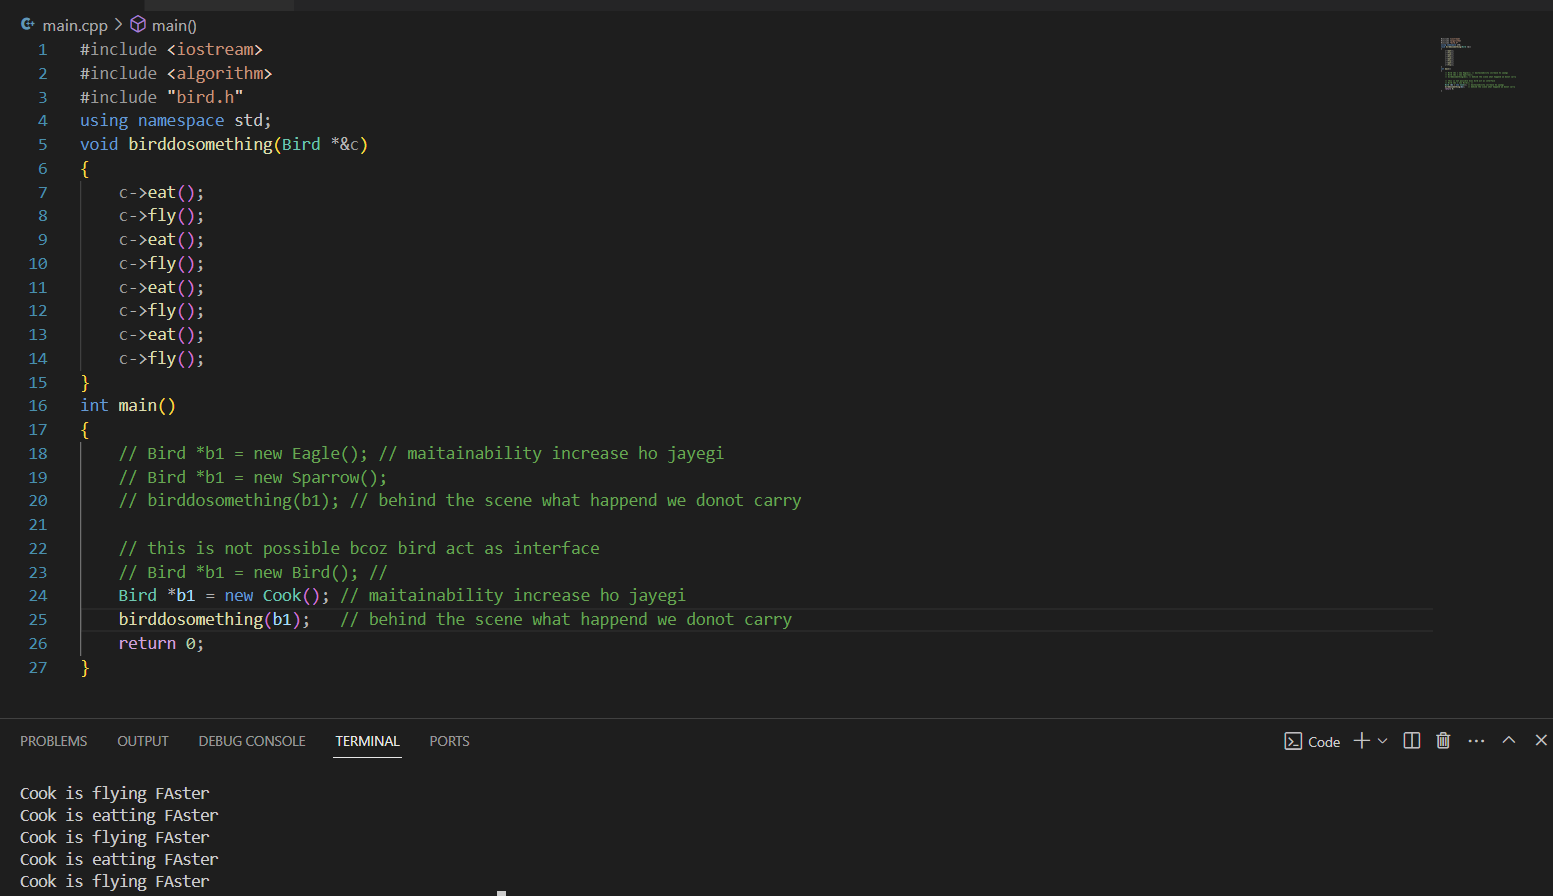 main.cpp > main()
1 #include <iostream>
2 #include <algorithm>
3 #include "bird.h"
4 using namespace std;
5 void birddosomething(Bird *&c)
6 {
7     c->eat();
8     c->fly();
9     c->eat();
10     c->fly();
11     c->eat();
12     c->fly();
13     c->eat();
14     c->fly();
15 }
16 int main()
17 {
18     // Bird *b1 = new Eagle(); // maitainability increase ho jayegi
19     // Bird *b1 = new Sparrow();
20     // birddosomething(b1); // behind the scene what happend we donot carry
21
22     // this is not possible bcoz bird act as interface
23     // Bird *b1 = new Bird(); //
24     Bird *b1 = new Cook(); // maitainability increase ho jayegi
25     birddosomething(b1);   // behind the scene what happend we donot carry
26     return 0;
27 }
PROBLEMS OUTPUT DEBUG CONSOLE TERMINAL PORTS Code
Cook is flying FAster
Cook is eatting FAster
Cook is flying FAster
Cook is eatting FAster
Cook is flying FAster